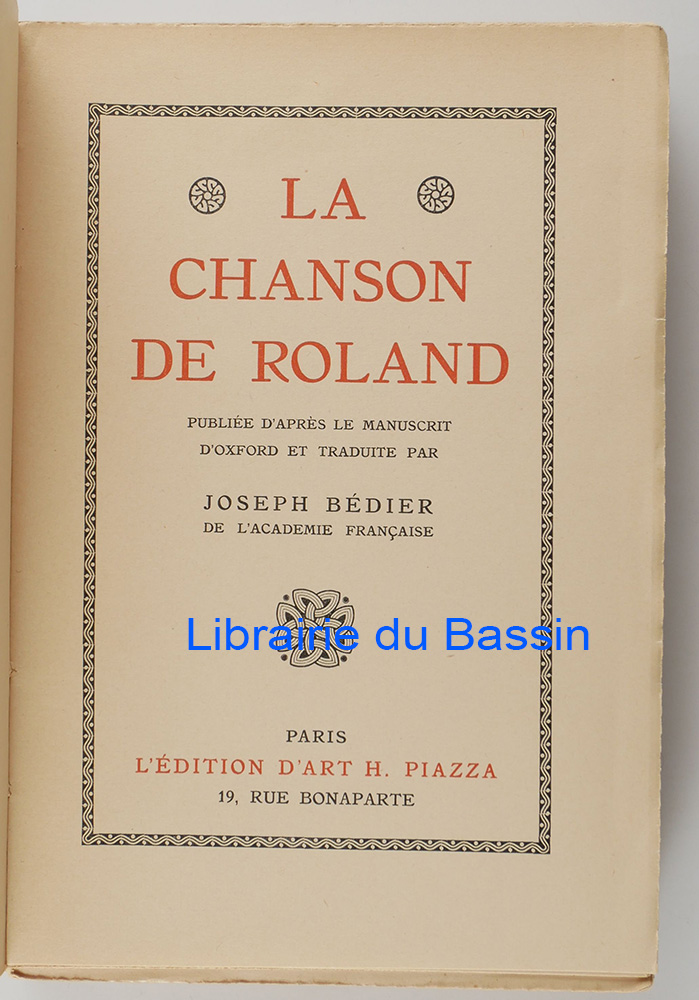 LA
CHANSON
DE ROLAND
PUBLIÉE D'APRÈS LE MANUSCRIT
D'OXFORD ET TRADUITE PAR
JOSEPH BÉDIER
DE L'ACADEMIE FRANÇAISE
Librairie du Bassin
PARIS
L'ÉDITION D'ART H. PIAZZA
19, RUE BONAPARTE